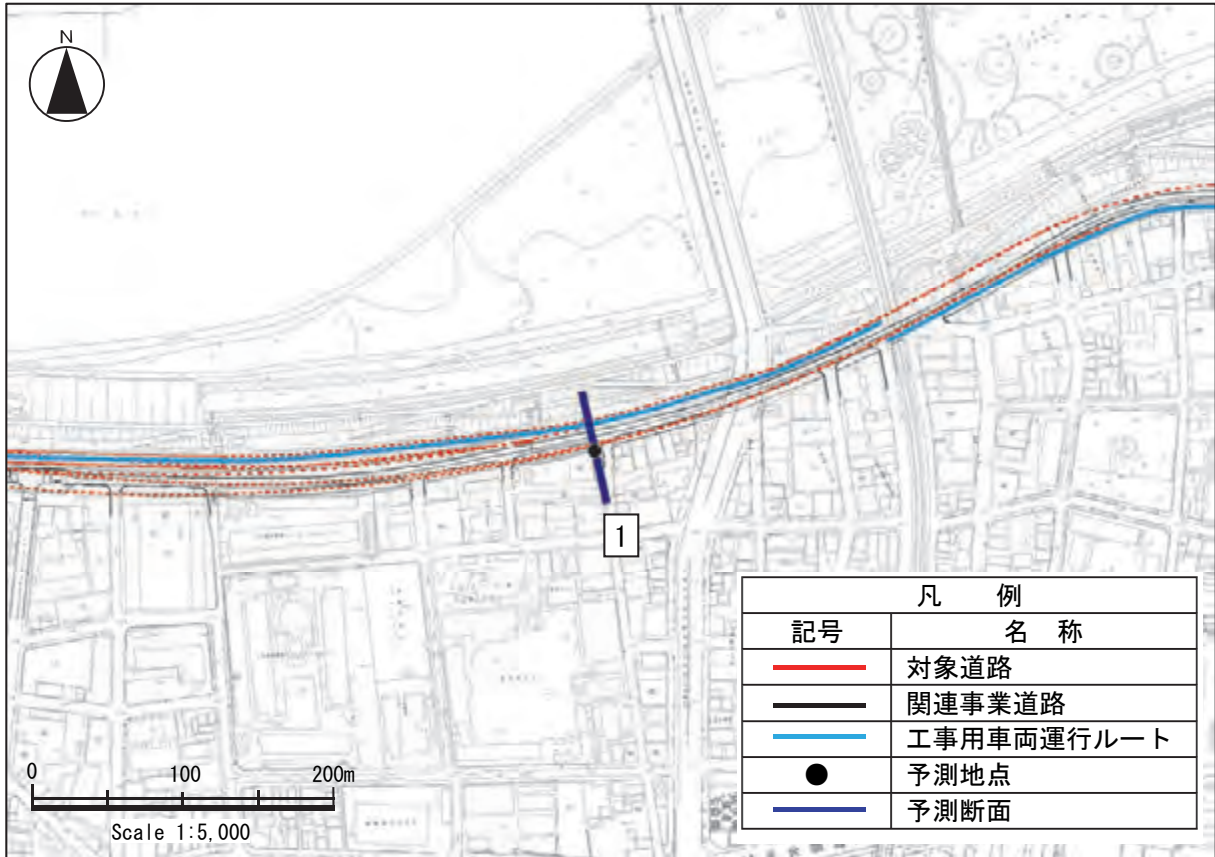 N
1
凡 例
記号 名 称
対象道路
関連事業道路
工事用車両運行ルート
予測地点
予測断面
0 100 200m
Scale 1:5,000